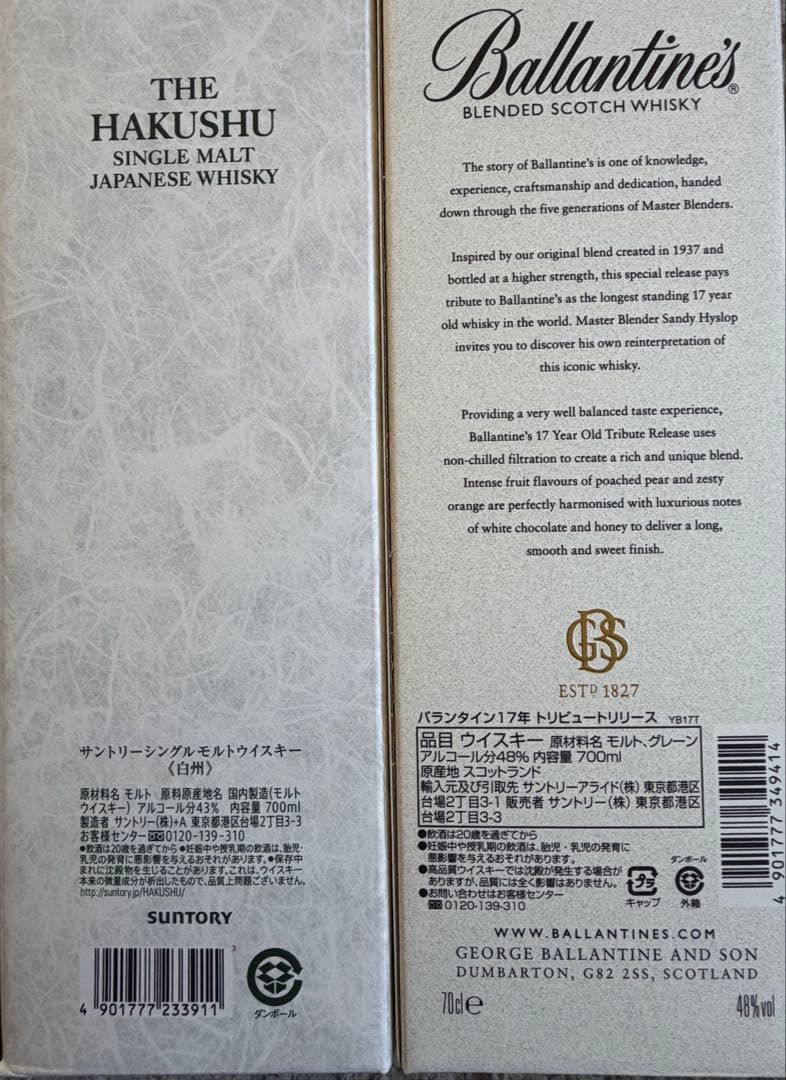 THE
HAKUSHU
SINGLE MALT
JAPANESE WHISKY
サントリーシングルモルトウイスキー
《白州》
原材料名 モルト 原料原産地名 国内製造(モルト
ウイスキー) アルコール分43% 内容量 700ml
製造者 サントリー(株)+A 東京都港区台場2丁目3-3
お客様センター 0120-139-310
●飲酒は20歳を過ぎてから ●妊娠中や授乳期の飲酒は、胎児・
乳児の発育に悪影響を与えるおそれがあります。●保存中
まれに沈殿物を生じることがあります。これは、ウイスキー
本来の微量成分が析出したもので、品質上問題ございません。
http://suntory.jp/HAKUSHU/
SUNTORY
4 901777 233911
ダンボール
Ballantine's®
BLENDED SCOTCH WHISKY
The story of Ballantine's is one of knowledge,
experience, craftsmanship and dedication, handed
down through the five generations of Master Blenders.
Inspired by our original blend created in 1937 and
bottled at a higher strength, this special release pays
tribute to Ballantine's as the longest standing 17 year
old whisky in the world. Master Blender Sandy Hyslop
invites you to discover his own reinterpretation of
this iconic whisky.
Providing a very well balanced taste experience,
Ballantine's 17 Year Old Tribute Release uses
non-chilled filtration to create a rich and unique blend.
Intense fruit flavours of poached pear and zesty
orange are perfectly harmonised with luxurious notes
of white chocolate and honey to deliver a long,
smooth and sweet finish.
GBS
ESTD 1827
バランタイン17年 トリビュートリリース YB17T
品目 ウイスキー 原材料名 モルト、グレーン
アルコール分48% 内容量 700ml
原産地 スコットランド
輸入元及び引取先 サントリーアライド(株) 東京都港区
台場2丁目3-1 販売者 サントリー(株) 東京都港区
台場2丁目3-3
●飲酒は20歳を過ぎてから
●妊娠中や授乳期の飲酒は、胎児・乳児の発育に
悪影響を与えるおそれがあります。
●高品質ウイスキーでは沈殿が発生する場合が
ありますが、品質には全く影響はありません。
●お問い合わせはお客様センター
0120-139-310
プラ
キャップ
ダンボール
外箱
4 901777 349414
WWW.BALLANTINES.COM
GEORGE BALLANTINE AND SON
DUMBARTON, G82 2SS, SCOTLAND
70cl e
48%vol